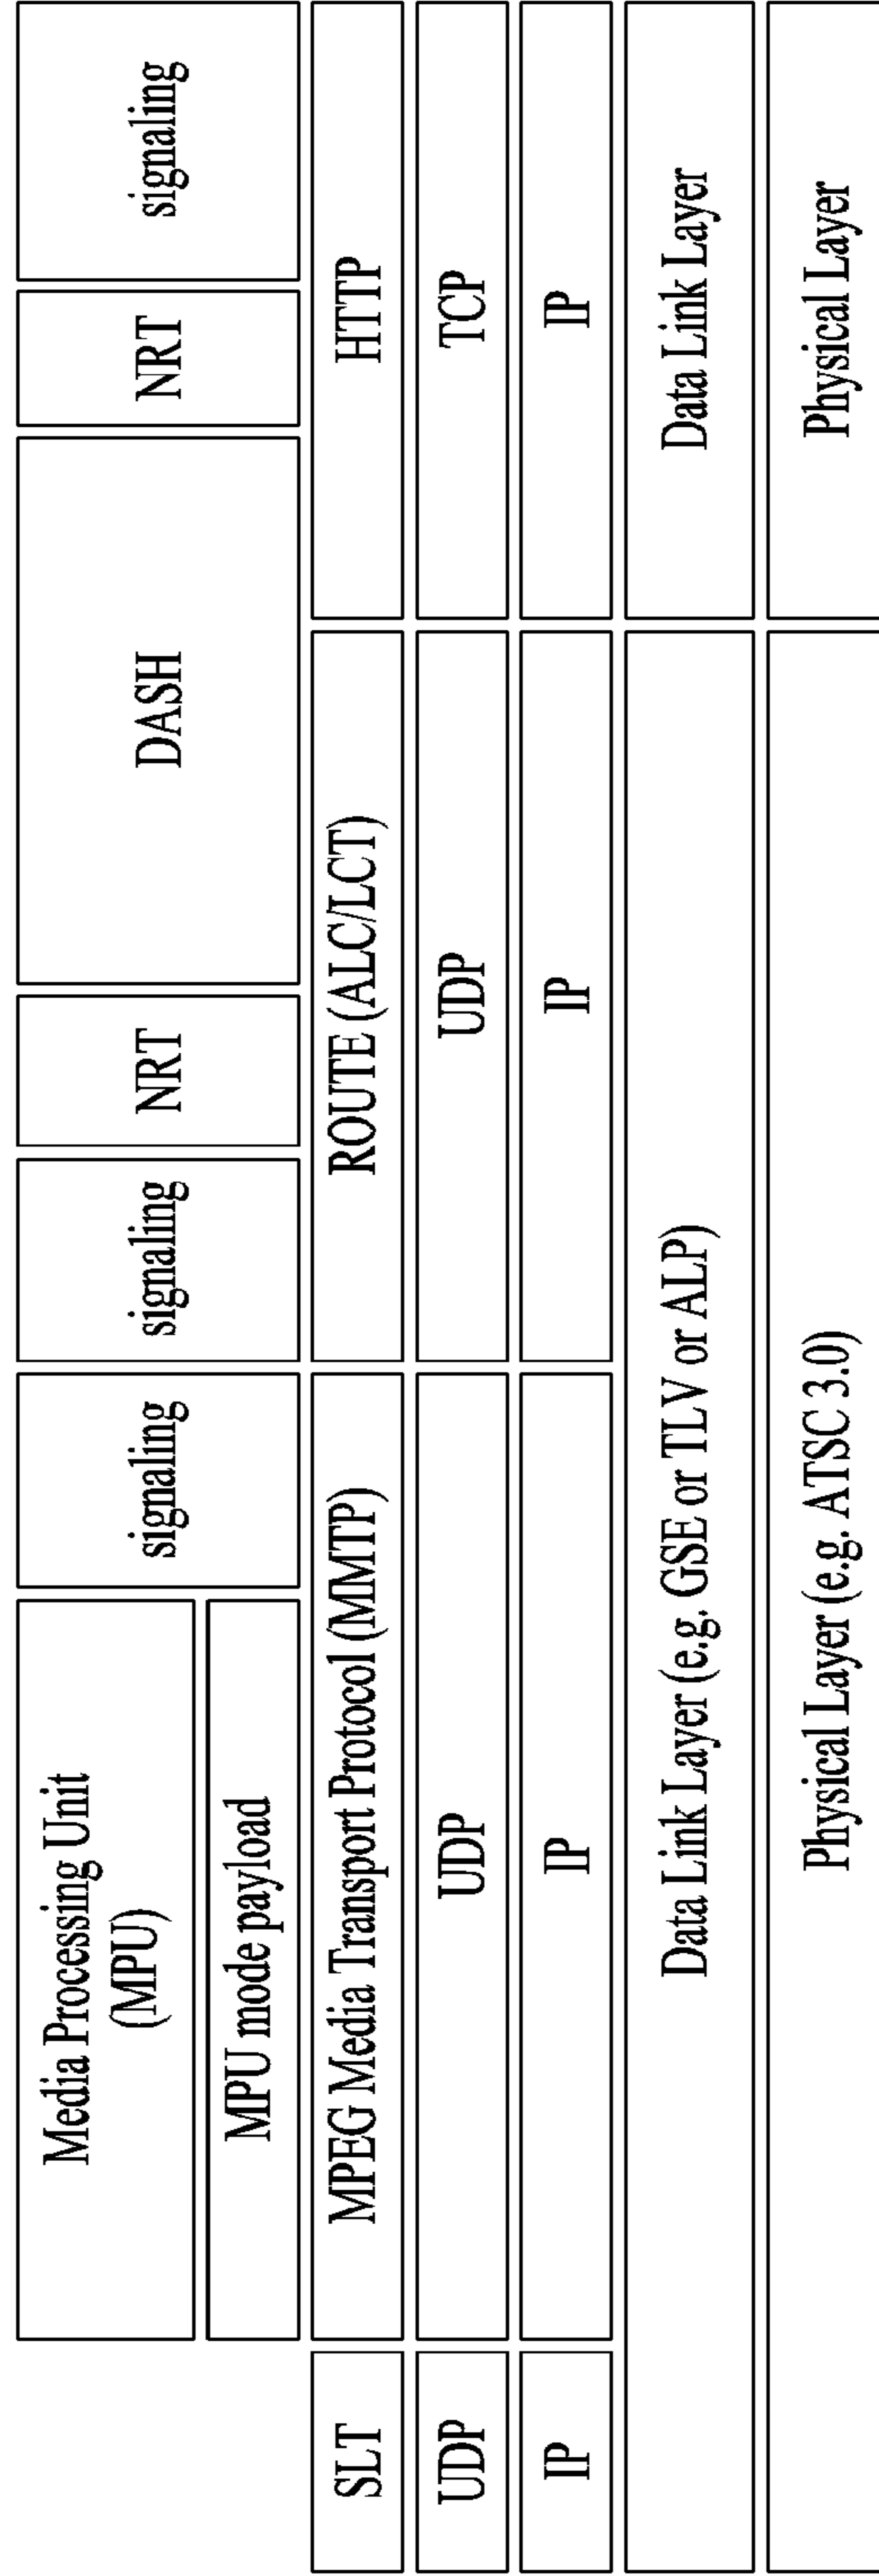 Media Processing Unit
(MPU)
signaling
signaling
NRT
DASH
NRT
signaling
MPU mode payload
SLT
MPEG Media Transport Protocol (MMTP)
ROUTE (ALC/LCT)
HTTP
UDP
UDP
UDP
TCP
IP
IP
IP
IP
Data Link Layer (e.g. GSE or TLV or ALP)
Data Link Layer
Physical Layer (e.g. ATSC 3.0)
Physical Layer